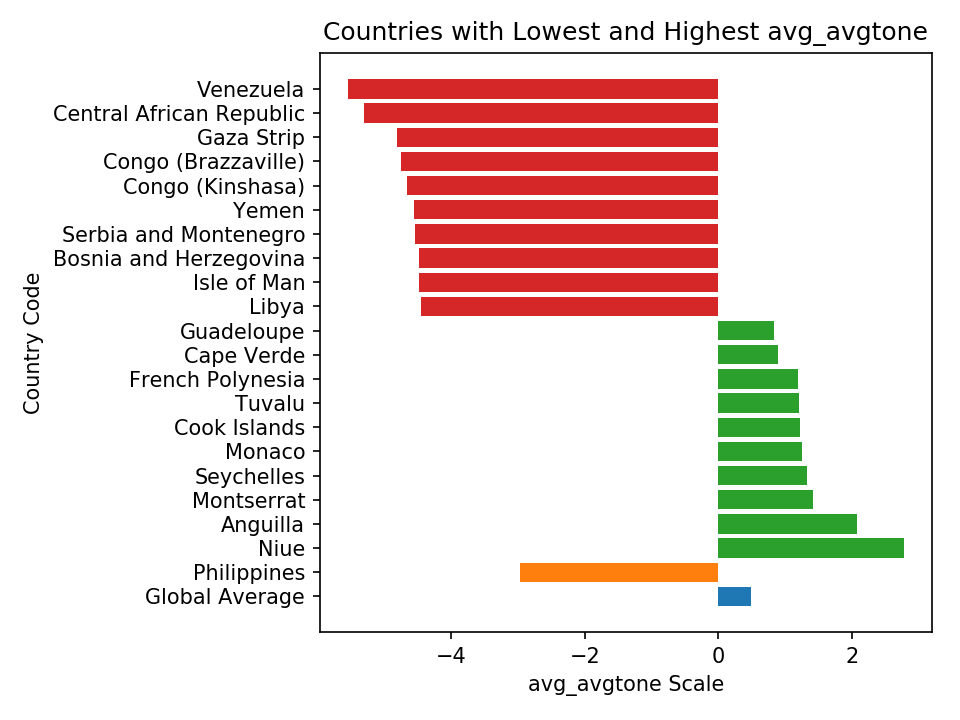 Countries with Lowest and Highest avg_avgtone
Venezuela
Central African Republic
Gaza Strip
Congo (Brazzaville)
Congo (Kinshasa)
Yemen
Serbia and Montenegro
Bosnia and Herzegovina
Isle of Man
Libya
Guadeloupe
Cape Verde
French Polynesia
Tuvalu
Cook Islands
Monaco
Seychelles
Montserrat
Anguilla
Niue
Philippines
Global Average
Country Code
−4 −2 0 2
avg_avgtone Scale